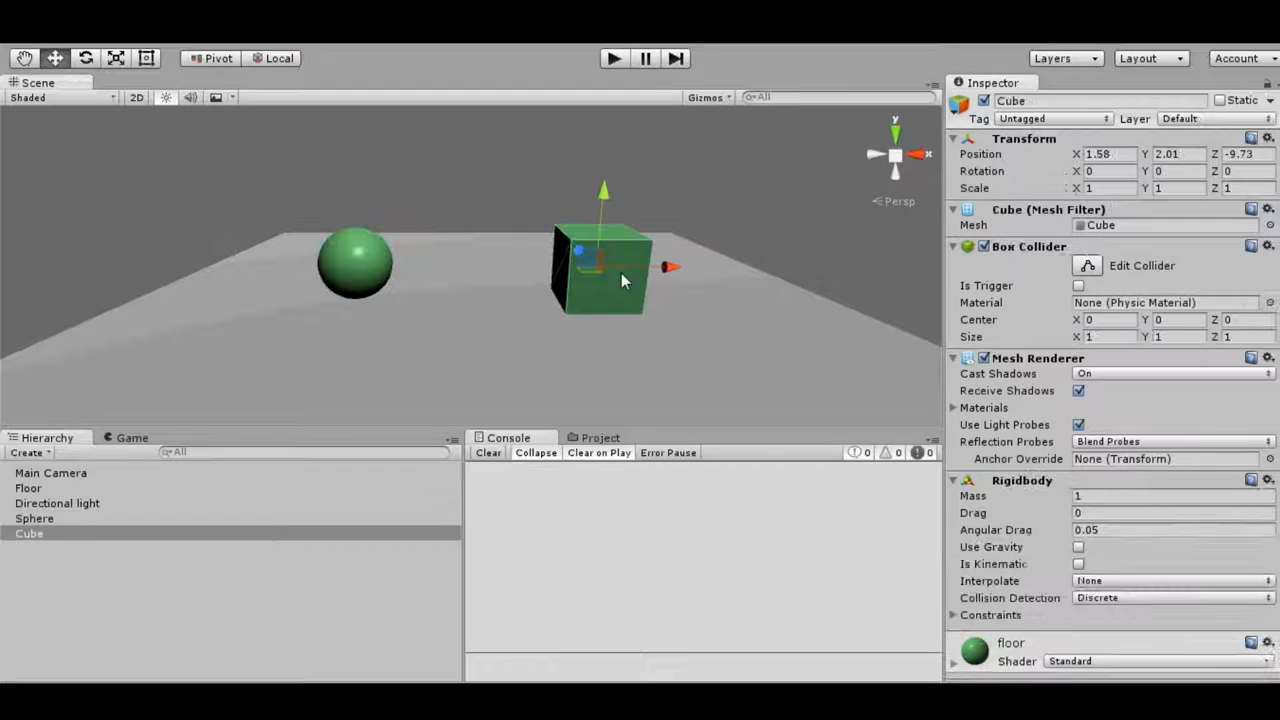 Pivot Local Layers Layout Account
Scene
Shaded 2D Gizmos All
y
x
Persp
Inspector
Cube Static
Tag Untagged Layer Default
Transform
Position X 1.58 Y 2.01 Z -9.73
Rotation X 0 Y 0 Z 0
Scale X 1 Y 1 Z 1
Cube (Mesh Filter)
Mesh Cube
Box Collider
Edit Collider
Is Trigger
Material None (Physic Material)
Center X 0 Y 0 Z 0
Size X 1 Y 1 Z 1
Mesh Renderer
Cast Shadows On
Receive Shadows
Materials
Use Light Probes
Reflection Probes Blend Probes
Anchor Override None (Transform)
Rigidbody
Mass 1
Drag 0
Angular Drag 0.05
Use Gravity
Is Kinematic
Interpolate None
Collision Detection Discrete
Constraints
floor
Shader Standard
Hierarchy Game
Create All
Main Camera
Floor
Directional light
Sphere
Cube
Console Project
Clear Collapse Clear on Play Error Pause 0 0 0